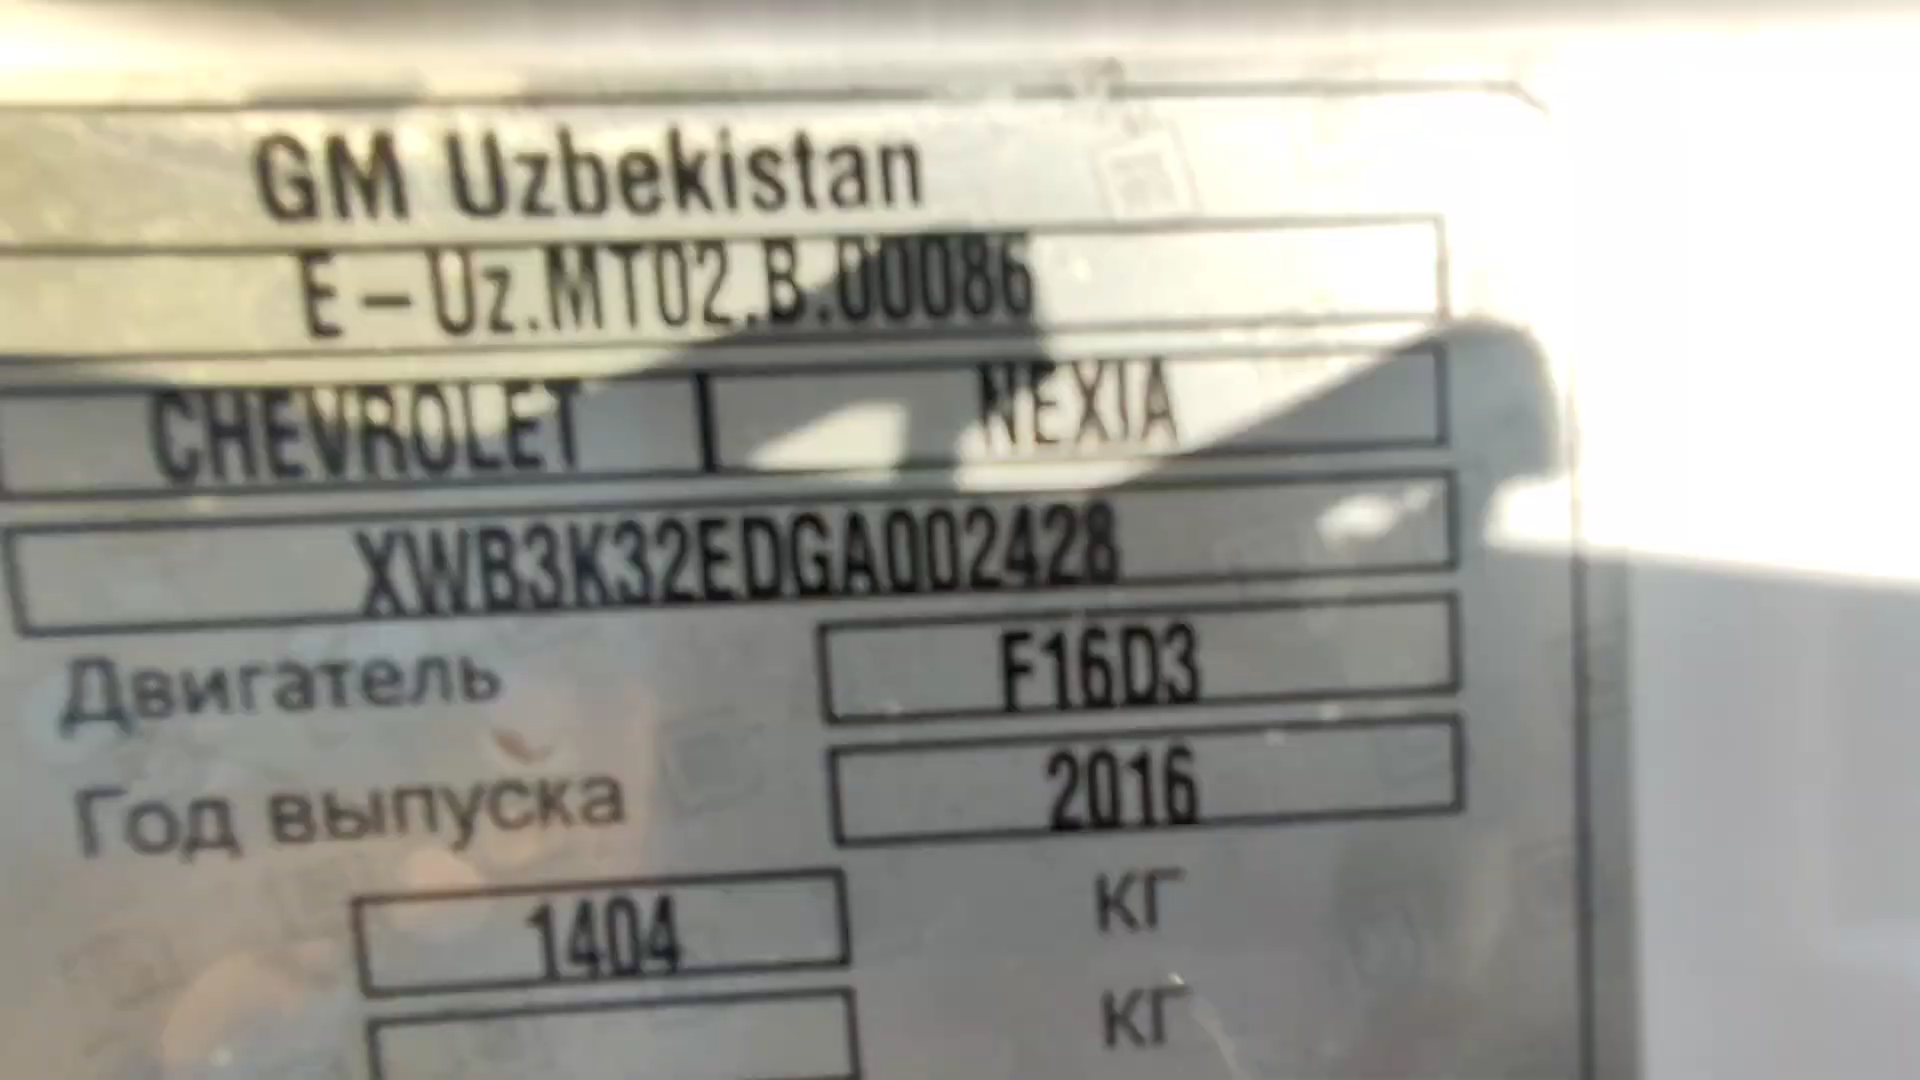 GM Uzbekistan
E-Uz.MT02.B.00086
CHEVROLET NEXIA
XWB3K32EDGA002428
Двигатель F16D3
Год выпуска 2016
1404 кг
кг